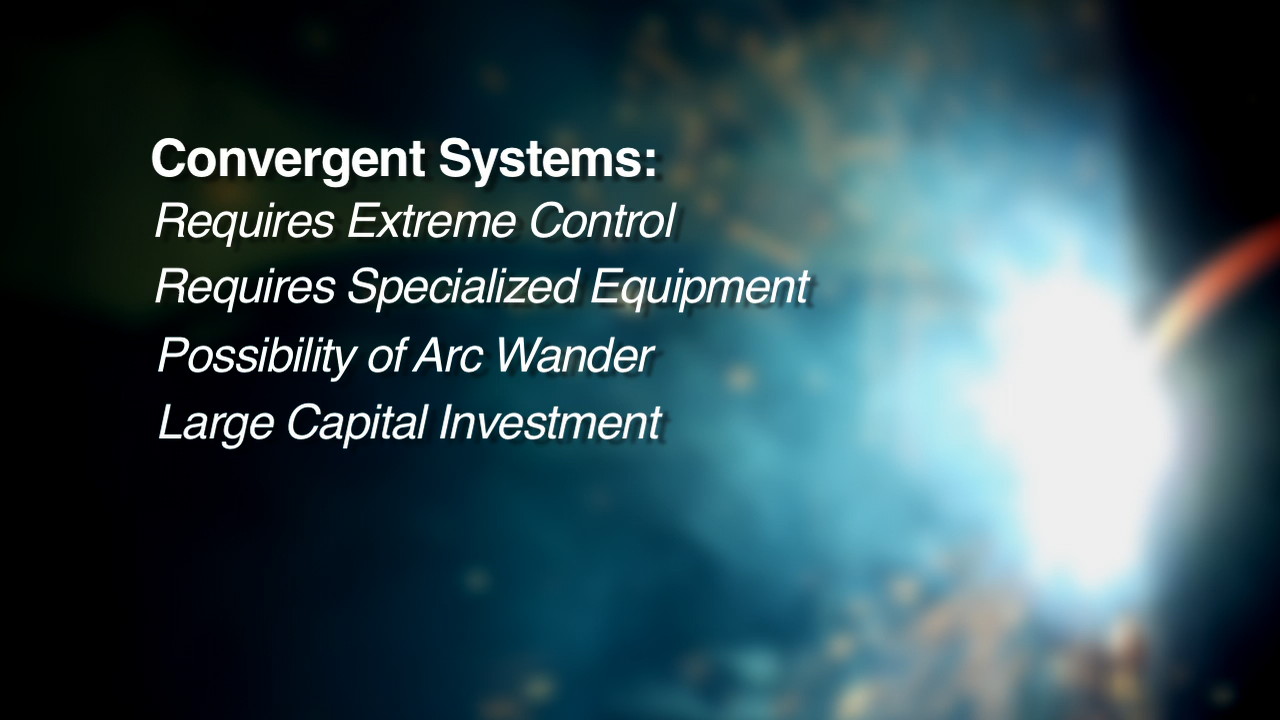 Convergent Systems:
Requires Extreme Control
Requires Specialized Equipment
Possibility of Arc Wander
Large Capital Investment